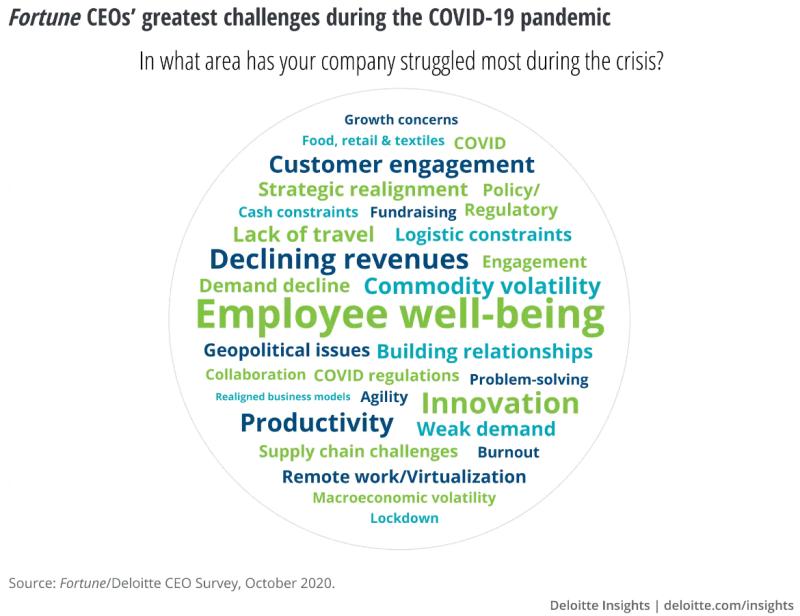 Fortune CEOs’ greatest challenges during the COVID-19 pandemic
In what area has your company struggled most during the crisis?
Growth concerns
Food, retail & textiles COVID
Customer engagement
Strategic realignment Policy/
Cash constraints Fundraising Regulatory
Lack of travel Logistic constraints
Declining revenues Engagement
Demand decline Commodity volatility
Employee well-being
Geopolitical issues Building relationships
Collaboration COVID regulations Problem-solving
Realigned business models Agility Innovation
Productivity Weak demand
Supply chain challenges Burnout
Remote work/Virtualization
Macroeconomic volatility
Lockdown
Source: Fortune/Deloitte CEO Survey, October 2020.
Deloitte Insights | deloitte.com/insights